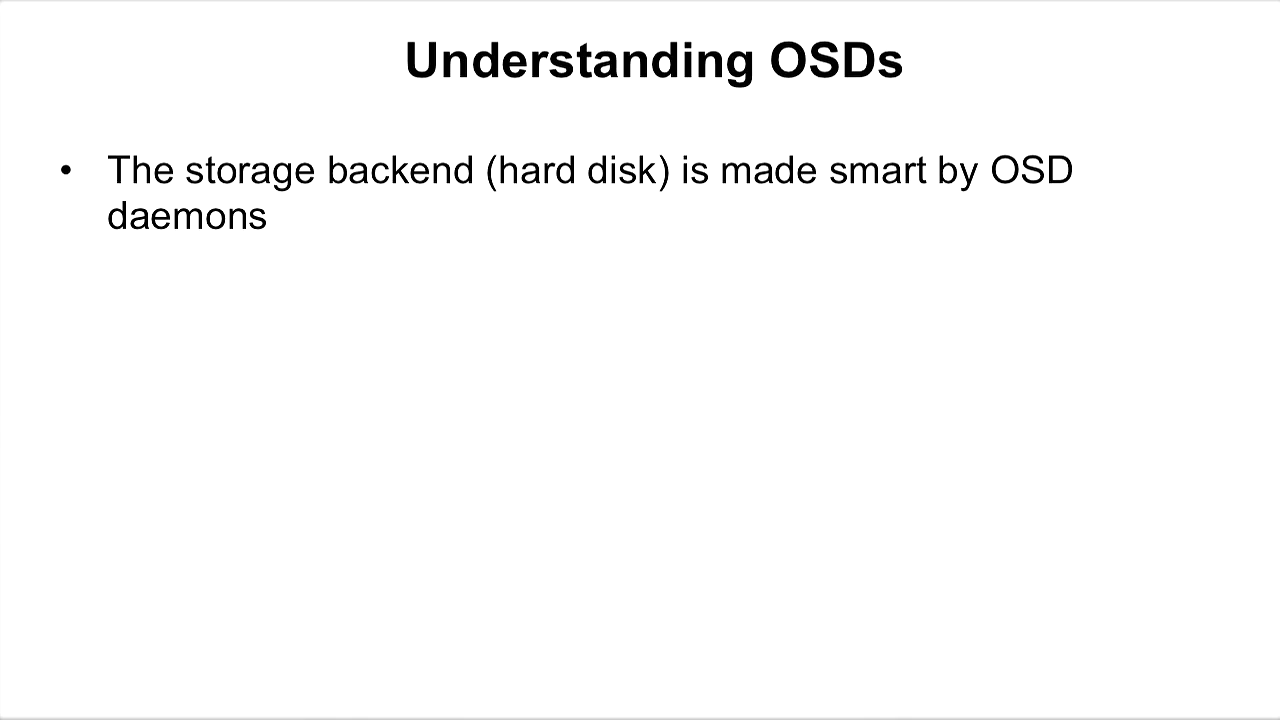 Understanding OSDs
• The storage backend (hard disk) is made smart by OSD
daemons